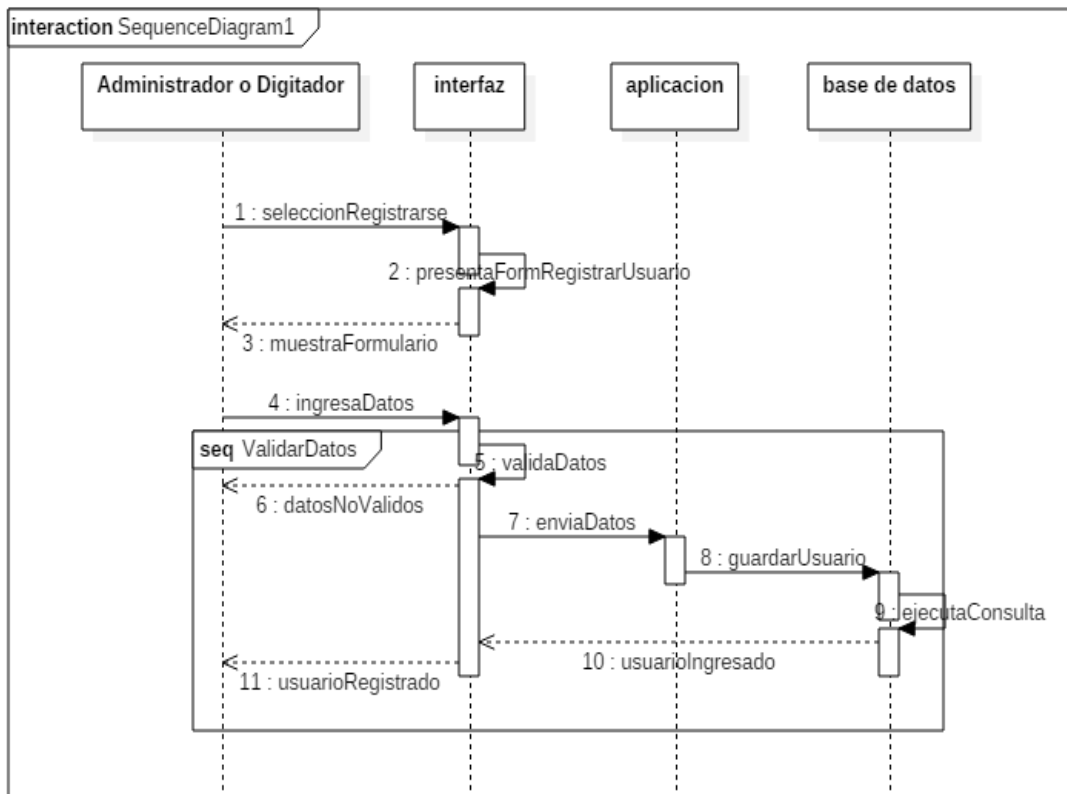 interaction SequenceDiagram1
Administrador o Digitador
interfaz
aplicacion
base de datos
1 : seleccionRegistrarse
2 : presentaFormRegistrarUsuario
3 : muestraFormulario
4 : ingresaDatos
seq ValidarDatos
5 : validaDatos
6 : datosNoValidos
7 : enviaDatos
8 : guardarUsuario
9 : ejecutaConsulta
10 : usuarioIngresado
11 : usuarioRegistrado